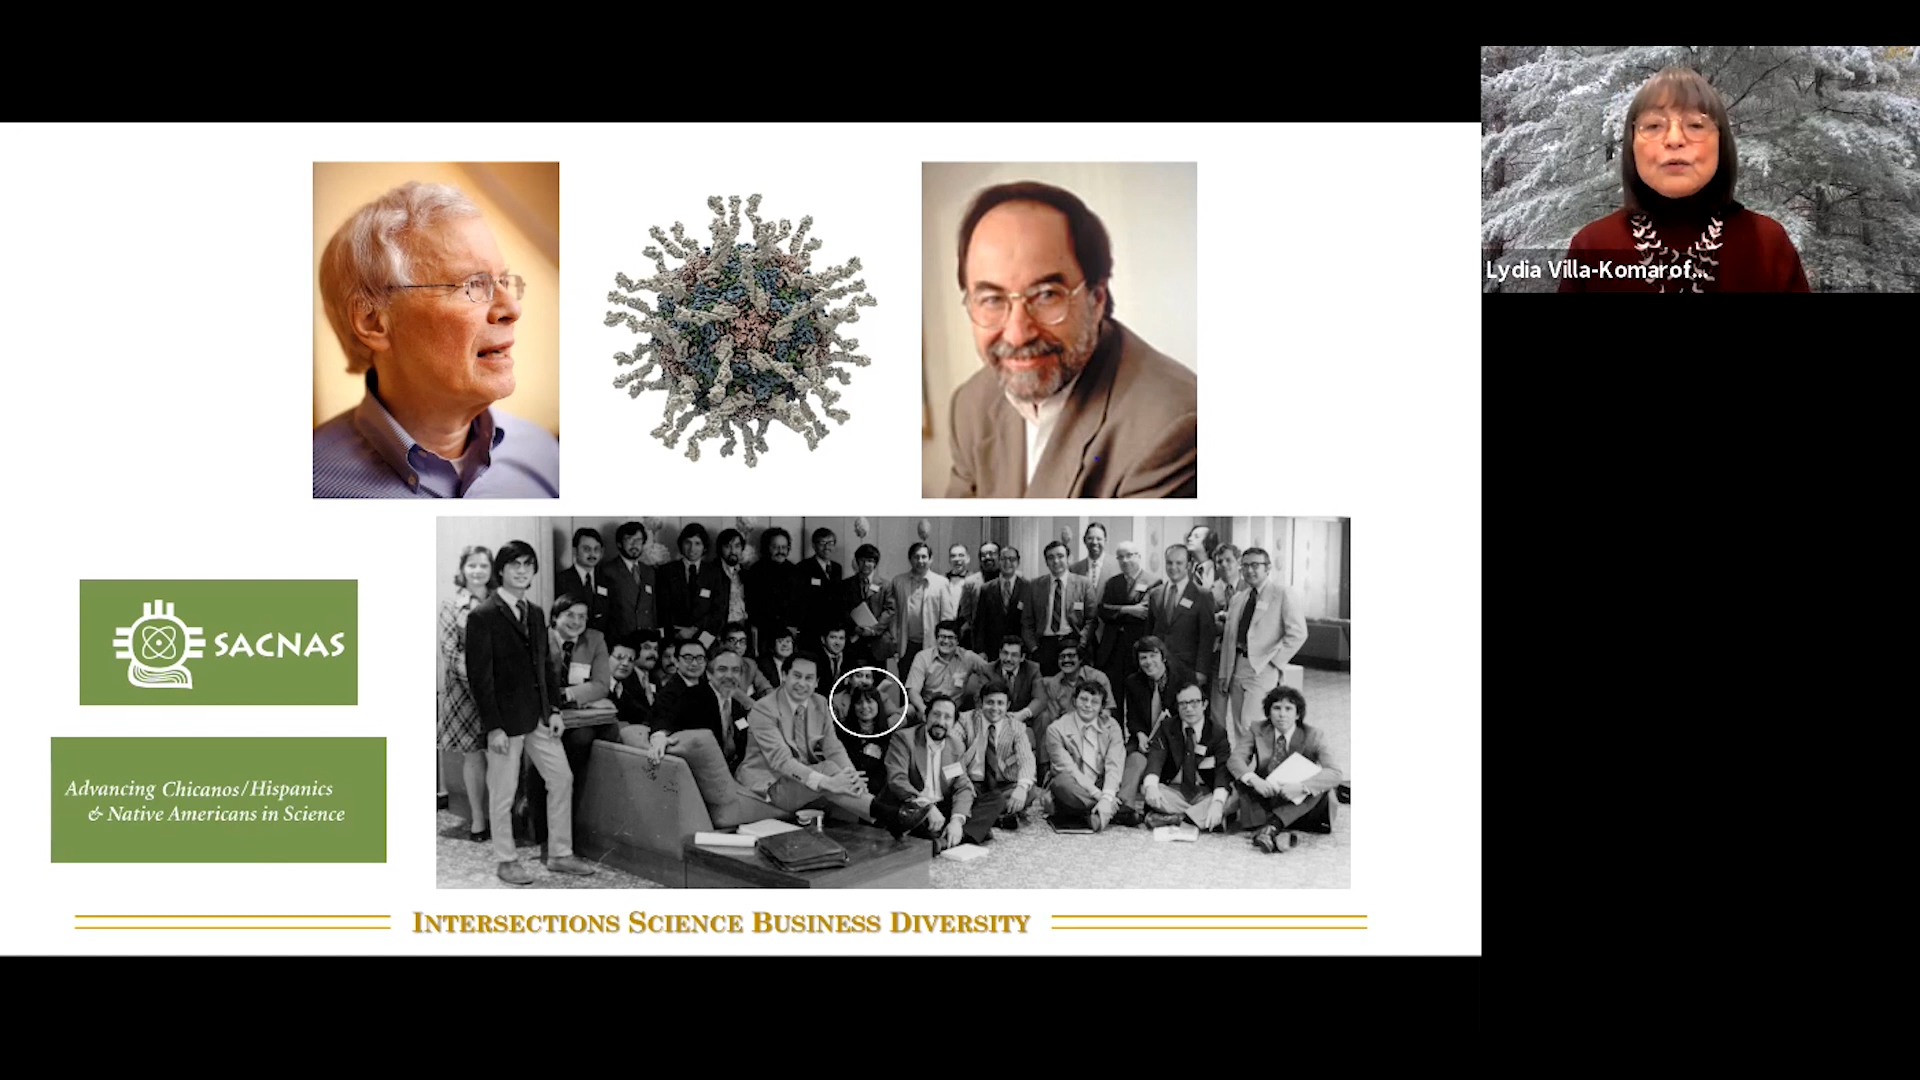 Lydia Villa-Komarof...
SACNAS
Advancing Chicanos/Hispanics
& Native Americans in Science
INTERSECTIONS SCIENCE BUSINESS DIVERSITY